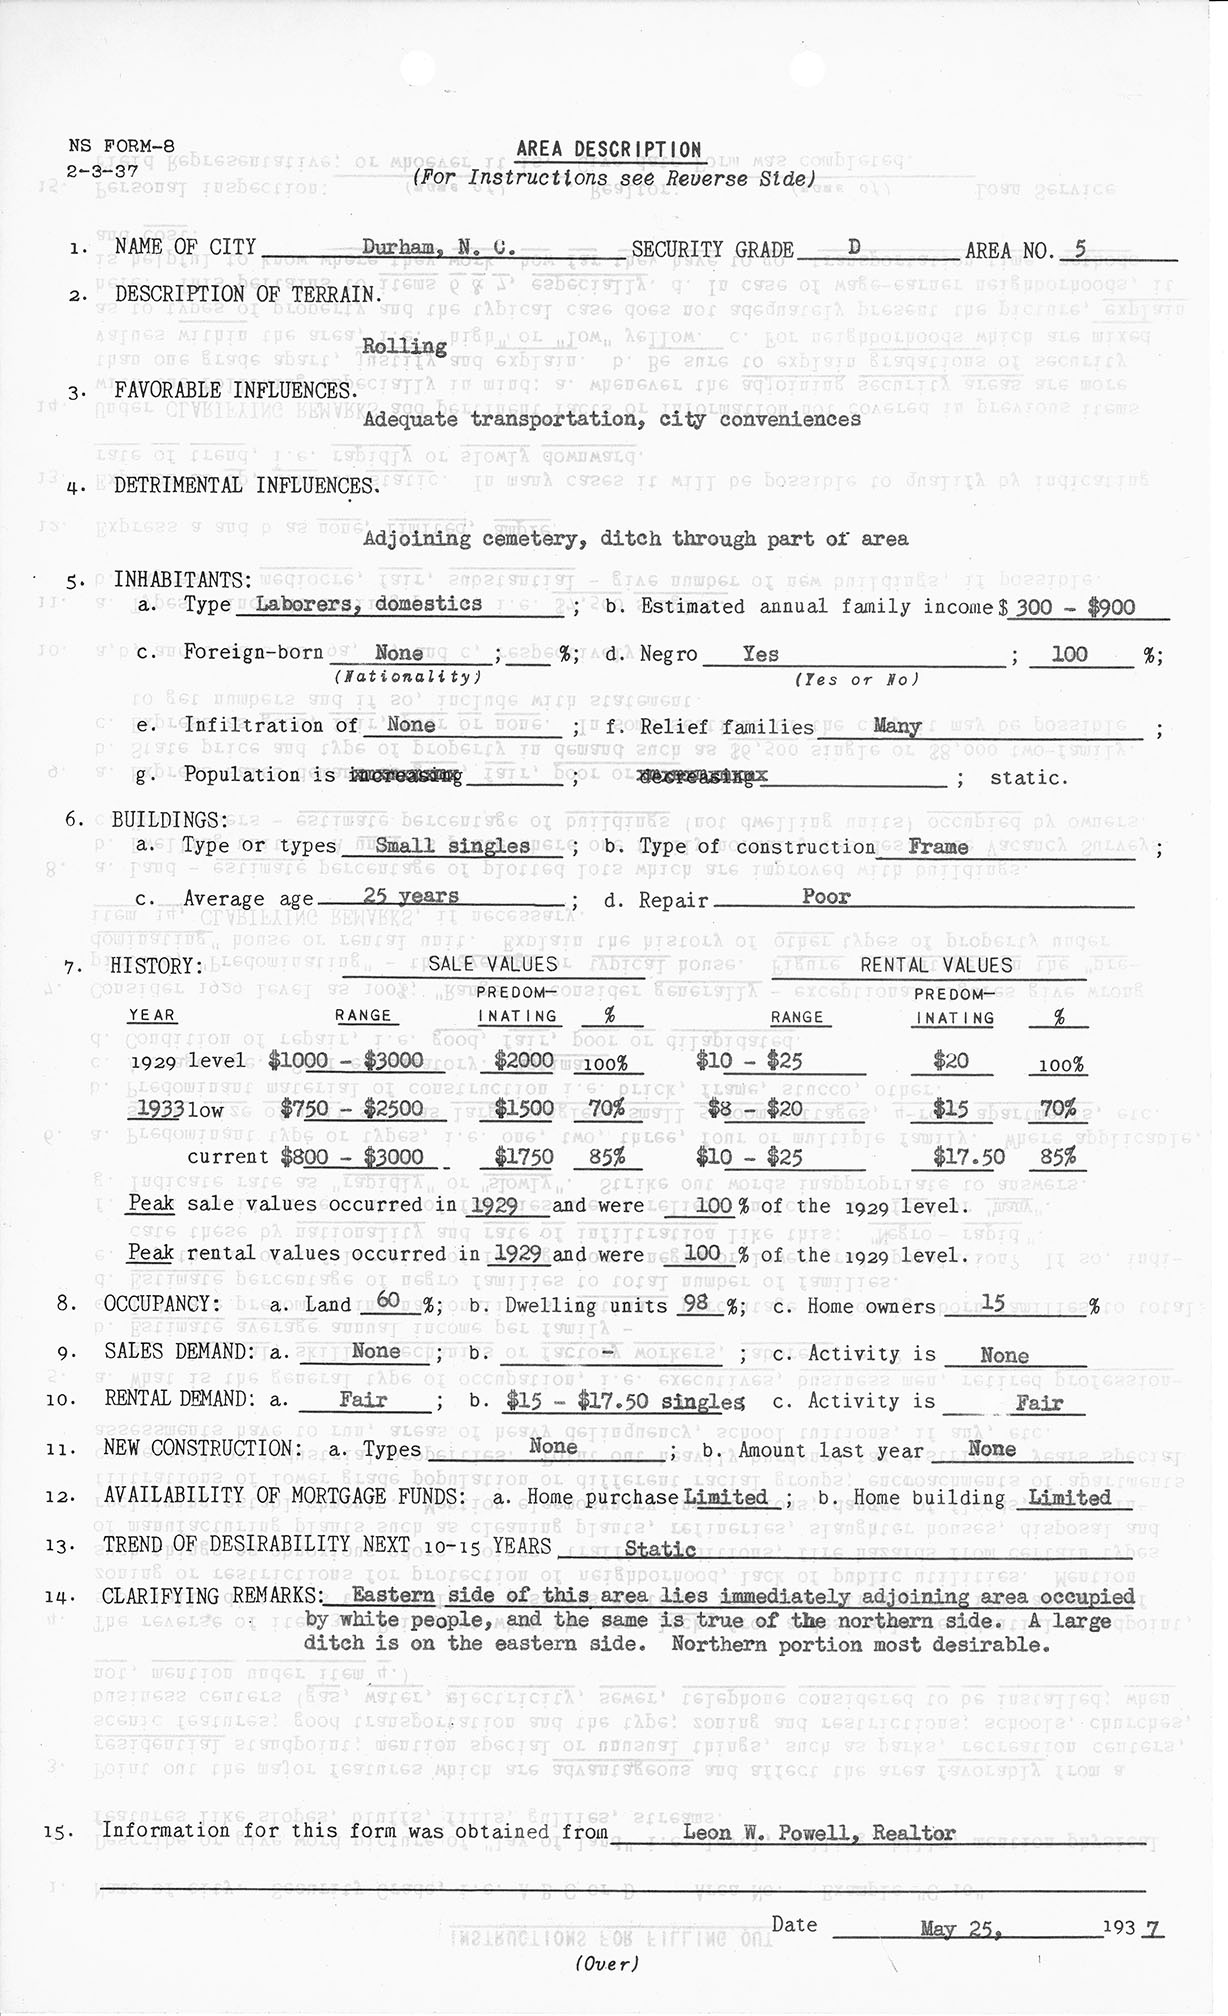 NS FORM-8
2-3-37
AREA DESCRIPTION
(For Instructions see Reverse Side)
1. NAME OF CITY Durham, N. C. SECURITY GRADE D AREA NO. 5
2. DESCRIPTION OF TERRAIN.
Rolling
3. FAVORABLE INFLUENCES.
Adequate transportation, city conveniences
4. DETRIMENTAL INFLUENCES.
Adjoining cemetery, ditch through part of area
5. INHABITANTS:
a. Type Laborers, domestics ; b. Estimated annual family income $ 300 - $900
c. Foreign-born None ; %; d. Negro Yes ; 100 %;
(Nationality) (Yes or No)
e. Infiltration of None ; f. Relief families Many ;
g. Population is increasing ; decreasing ; static.
6. BUILDINGS:
a. Type or types Small singles ; b. Type of construction Frame ;
c. Average age 25 years ; d. Repair Poor
7. HISTORY: SALE VALUES RENTAL VALUES
PREDOM- PREDOM-
YEAR RANGE INATING % RANGE INATING %
1929 level $1000 - $3000 $2000 100% $10 - $25 $20 100%
1933 low $750 - $2500 $1500 70% $8 - $20 $15 70%
current $800 - $3000 $1750 85% $10 - $25 $17.50 85%
Peak sale values occurred in 1929 and were 100 % of the 1929 level.
Peak rental values occurred in 1929 and were 100 % of the 1929 level.
8. OCCUPANCY: a. Land 60 %; b. Dwelling units 98 %; c. Home owners 15 %
9. SALES DEMAND: a. None ; b. - ; c. Activity is None
10. RENTAL DEMAND: a. Fair ; b. $15 - $17.50 singles; c. Activity is Fair
11. NEW CONSTRUCTION: a. Types None ; b. Amount last year None
12. AVAILABILITY OF MORTGAGE FUNDS: a. Home purchase Limited ; b. Home building Limited
13. TREND OF DESIRABILITY NEXT 10-15 YEARS Static
14. CLARIFYING REMARKS: Eastern side of this area lies immediately adjoining area occupied
by white people, and the same is true of the northern side. A large
ditch is on the eastern side. Northern portion most desirable.
15. Information for this form was obtained from Leon W. Powell, Realtor
Date May 25, 1937
(Over)